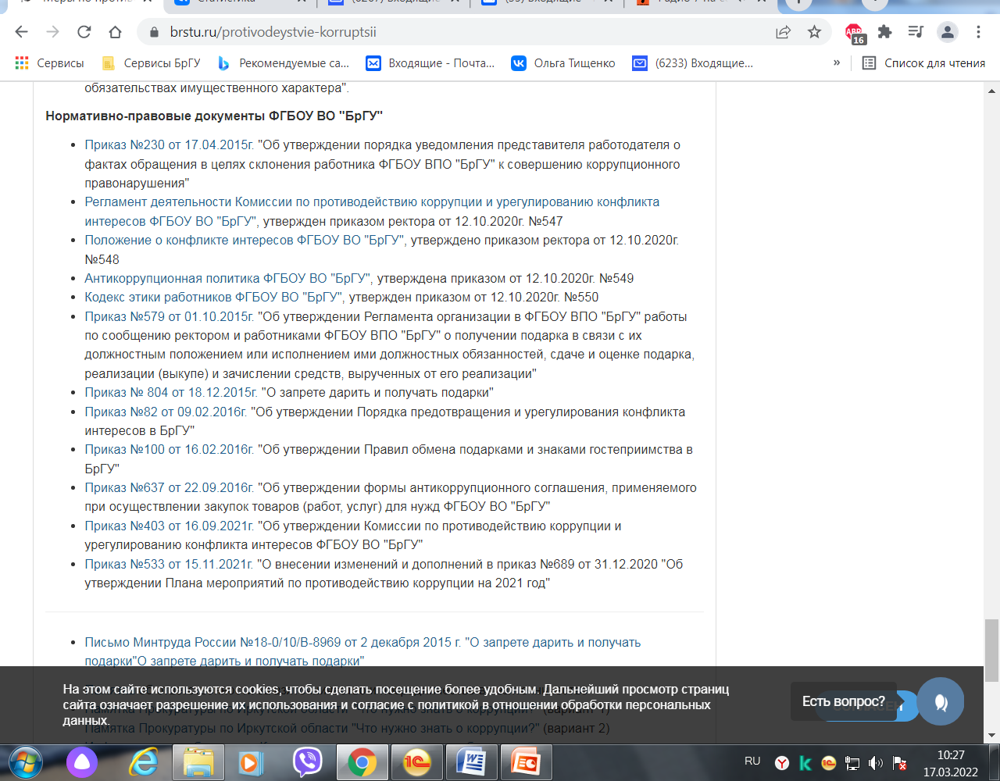 Меры по проти
Статистика
(6267) Входящие
(55) Входящие
Радио 7 на се
brstu.ru/protivodeystvie-korruptsii
ABP
16
Сервисы
Сервисы БрГУ
Рекомендуемые са...
Входящие - Почта...
Ольга Тищенко
(6233) Входящие...
»
Список для чтения
обязательствах имущественного характера".
Нормативно-правовые документы ФГБОУ ВО "БрГУ"
Приказ №230 от 17.04.2015г. "Об утверждении порядка уведомления представителя работодателя о
фактах обращения в целях склонения работника ФГБОУ ВПО "БрГУ" к совершению коррупционного
правонарушения"
Регламент деятельности Комиссии по противодействию коррупции и урегулированию конфликта
интересов ФГБОУ ВО "БрГУ", утвержден приказом ректора от 12.10.2020г. №547
Положение о конфликте интересов ФГБОУ ВО "БрГУ", утверждено приказом ректора от 12.10.2020г.
№548
Антикоррупционная политика ФГБОУ ВО "БрГУ", утверждена приказом от 12.10.2020г. №549
Кодекс этики работников ФГБОУ ВО "БрГУ", утвержден приказом от 12.10.2020г. №550
Приказ №579 от 01.10.2015г. "Об утверждении Регламента организации в ФГБОУ ВПО "БрГУ" работы
по сообщению ректором и работниками ФГБОУ ВПО "БрГУ" о получении подарка в связи с их
должностным положением или исполнением ими должностных обязанностей, сдаче и оценке подарка,
реализации (выкупе) и зачислении средств, вырученных от его реализации"
Приказ № 804 от 18.12.2015г. "О запрете дарить и получать подарки"
Приказ №82 от 09.02.2016г. "Об утверждении Порядка предотвращения и урегулирования конфликта
интересов в БрГУ"
Приказ №100 от 16.02.2016г. "Об утверждении Правил обмена подарками и знаками гостеприимства в
БрГУ"
Приказ №637 от 22.09.2016г. "Об утверждении формы антикоррупционного соглашения, применяемого
при осуществлении закупок товаров (работ, услуг) для нужд ФГБОУ ВО "БрГУ"
Приказ №403 от 16.09.2021г. "Об утверждении Комиссии по противодействию коррупции и
урегулированию конфликта интересов ФГБОУ ВО "БрГУ"
Приказ №533 от 15.11.2021г. "О внесении изменений и дополнений в приказ №689 от 31.12.2020 "Об
утверждении Плана мероприятий по противодействию коррупции на 2021 год"
Письмо Минтруда России №18-0/10/В-8969 от 2 декабря 2015 г. "О запрете дарить и получать
подарки"О запрете дарить и получать подарки"
На этом сайте используются cookies, чтобы сделать посещение более удобным. Дальнейший просмотр страниц
сайта означает разрешение их использования и согласие с политикой в отношении обработки персональных
данных.
Есть вопрос?
Памятка Прокуратуры по Иркутской области "Что нужно знать о коррупции?" (вариант 1)
Памятка Прокуратуры по Иркутской области "Что нужно знать о коррупции?" (вариант 2)
RU
10:27
17.03.2022